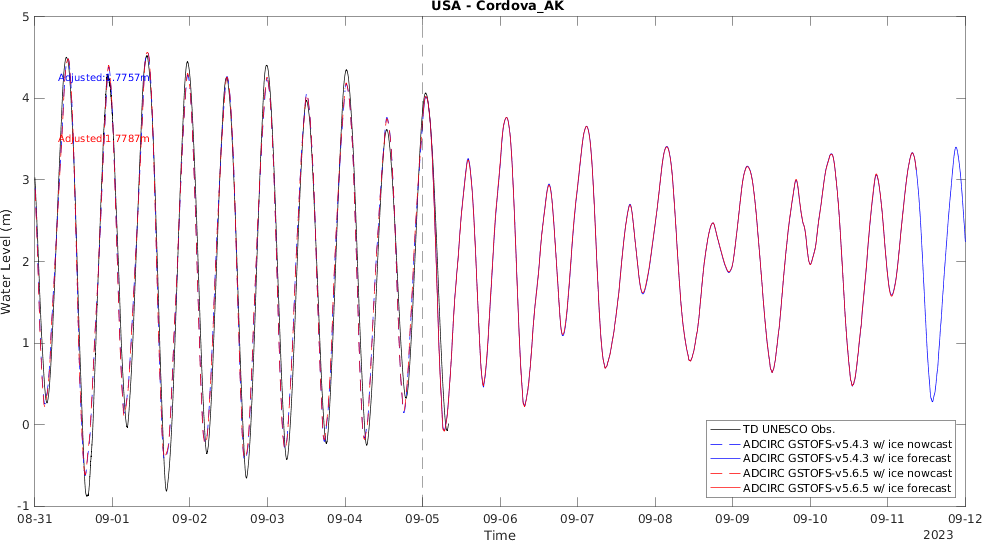 USA - Cordova_AK
5
4
3
2
1
0
-1
Water Level (m)
Adjusted:1.7757m
Adjusted:1.7787m
TD UNESCO Obs.
ADCIRC GSTOFS-v5.4.3 w/ ice nowcast
ADCIRC GSTOFS-v5.4.3 w/ ice forecast
ADCIRC GSTOFS-v5.6.5 w/ ice nowcast
ADCIRC GSTOFS-v5.6.5 w/ ice forecast
08-31 09-01 09-02 09-03 09-04 09-05 09-06 09-07 09-08 09-09 09-10 09-11 09-12
Time
2023